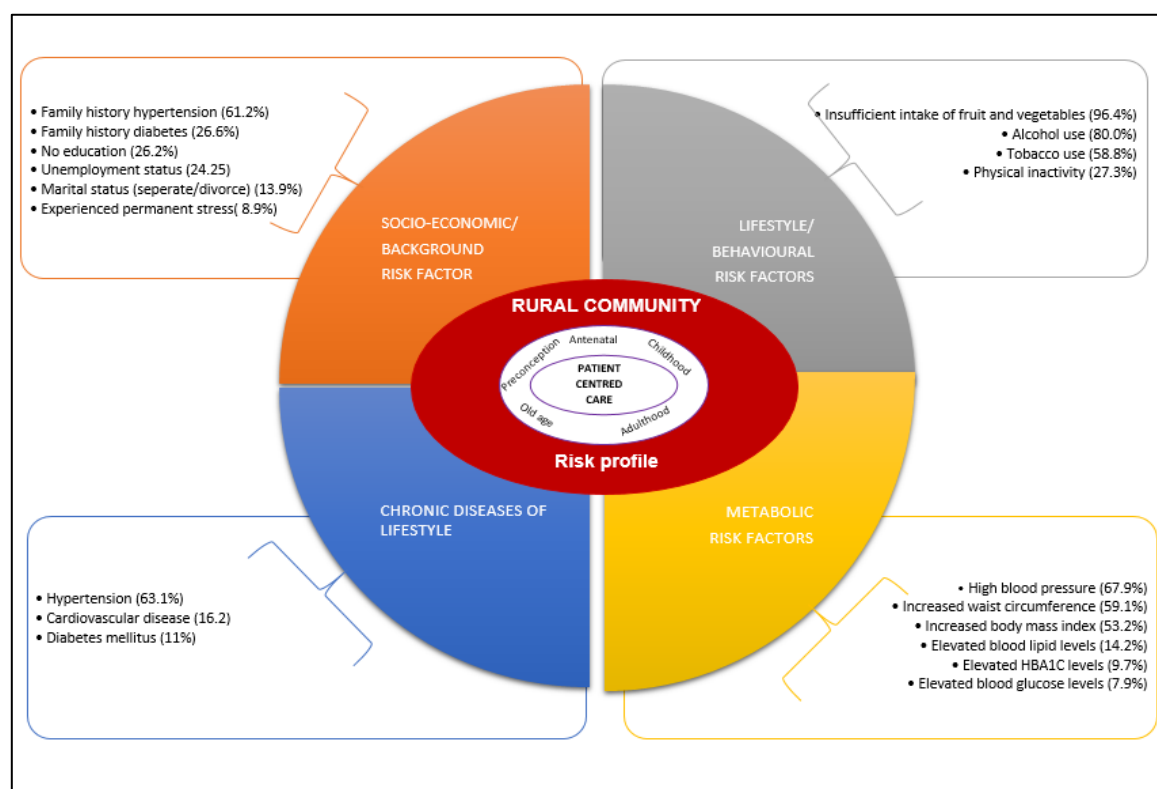 • Family history hypertension (61.2%)
• Family history diabetes (26.6%)
• No education (26.2%)
• Unemployment status (24.25)
• Marital status (seperate/divorce) (13.9%)
• Experienced permanent stress( 8.9%)
• Insufficient intake of fruit and vegetables (96.4%)
• Alcohol use (80.0%)
• Tobacco use (58.8%)
• Physical inactivity (27.3%)
SOCIO-ECONOMIC/
BACKGROUND
RISK FACTOR
LIFESTYLE/
BEHAVIOURAL
RISK FACTORS
RURAL COMMUNITY
Preconception
Antenatal
Childhood
PATIENT
CENTRED
CARE
Old age
Adulthood
Risk profile
CHRONIC DISEASES OF
LIFESTYLE
METABOLIC
RISK FACTORS
• Hypertension (63.1%)
• Cardiovascular disease (16.2)
• Diabetes mellitus (11%)
• High blood pressure (67.9%)
• Increased waist circumference (59.1%)
• Increased body mass index (53.2%)
• Elevated blood lipid levels (14.2%)
• Elevated HBA1C levels (9.7%)
• Elevated blood glucose levels (7.9%)